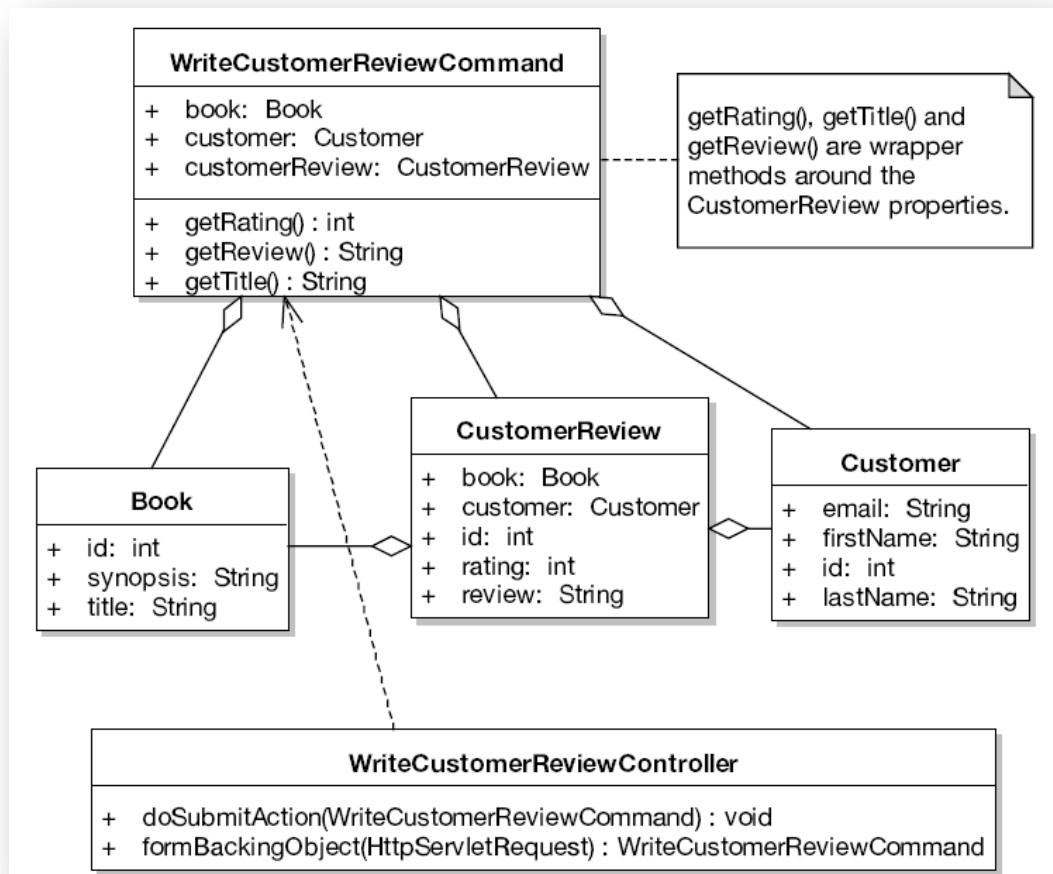 WriteCustomerReviewCommand
+ book: Book
+ customer: Customer
+ customerReview: CustomerReview
+ getRating() : int
+ getReview() : String
+ getTitle() : String
getRating(), getTitle() and
getReview() are wrapper
methods around the
CustomerReview properties.
Book
+ id: int
+ synopsis: String
+ title: String
CustomerReview
+ book: Book
+ customer: Customer
+ id: int
+ rating: int
+ review: String
Customer
+ email: String
+ firstName: String
+ id: int
+ lastName: String
WriteCustomerReviewController
+ doSubmitAction(WriteCustomerReviewCommand) : void
+ formBackingObject(HttpServletRequest) : WriteCustomerReviewCommand